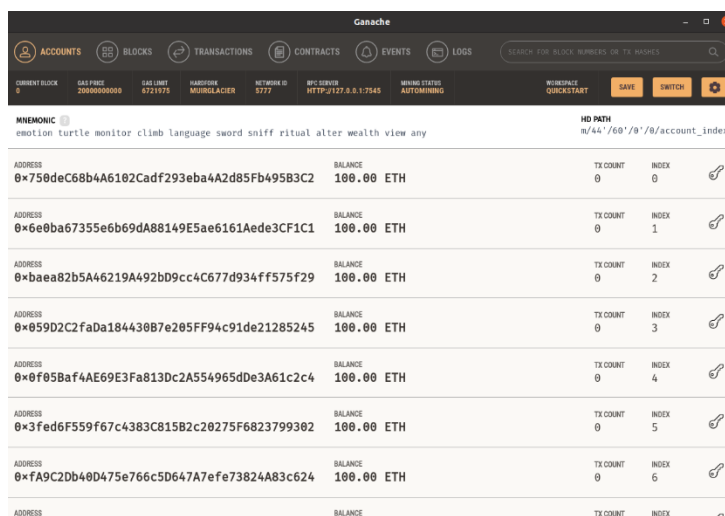 Ganache
ACCOUNTS BLOCKS TRANSACTIONS CONTRACTS EVENTS LOGS SEARCH FOR BLOCK NUMBERS OR TX HASHES
CURRENT BLOCK GAS PRICE GAS LIMIT HARDFORK NETWORK ID RPC SERVER MINING STATUS WORKSPACE
0 20000000000 6721975 MUIRGLACIER 5777 HTTP://127.0.0.1:7545 AUTOMINING QUICKSTART SAVE SWITCH
MNEMONIC HD PATH
emotion turtle monitor climb language sword sniff ritual alter wealth view any m/44'/60'/0'/0/account_index
ADDRESS BALANCE TX COUNT INDEX
0×750deC68b4A6102Cadf293eba4A2d85Fb495B3C2 100.00 ETH 0 0
ADDRESS BALANCE TX COUNT INDEX
0×6e0ba67355e6b69dA88149E5ae6161Aede3CF1C1 100.00 ETH 0 1
ADDRESS BALANCE TX COUNT INDEX
0×baea82b5A46219A492bD9cc4C677d934ff575f29 100.00 ETH 0 2
ADDRESS BALANCE TX COUNT INDEX
0×059D2C2faDa184430B7e205FF94c91de21285245 100.00 ETH 0 3
ADDRESS BALANCE TX COUNT INDEX
0×0f05Baf4AE69E3Fa813Dc2A554965dDe3A61c2c4 100.00 ETH 0 4
ADDRESS BALANCE TX COUNT INDEX
0×3fed6F559f67c4383C815B2c20275F6823799302 100.00 ETH 0 5
ADDRESS BALANCE TX COUNT INDEX
0×fA9C2Db40D475e766c5D647A7efe73824A83c624 100.00 ETH 0 6
ADDRESS BALANCE TX COUNT INDEX